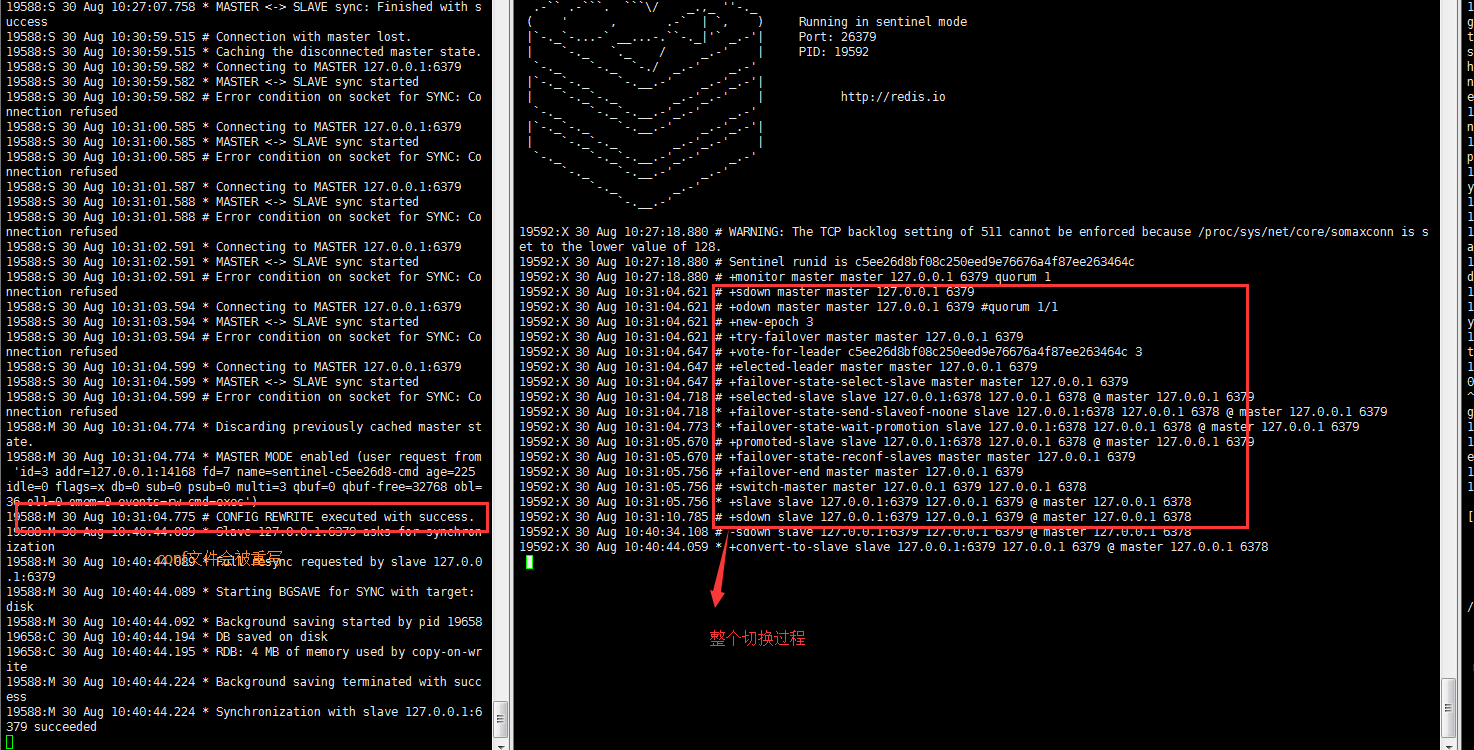 19588:S 30 Aug 10:27:07.758 * MASTER <-> SLAVE sync: Finished with s
uccess
19588:S 30 Aug 10:30:59.515 # Connection with master lost.
19588:S 30 Aug 10:30:59.515 * Caching the disconnected master state.
19588:S 30 Aug 10:30:59.582 * Connecting to MASTER 127.0.0.1:6379
19588:S 30 Aug 10:30:59.582 * MASTER <-> SLAVE sync started
19588:S 30 Aug 10:30:59.582 # Error condition on socket for SYNC: Co
nnection refused
19588:S 30 Aug 10:31:00.585 * Connecting to MASTER 127.0.0.1:6379
19588:S 30 Aug 10:31:00.585 * MASTER <-> SLAVE sync started
19588:S 30 Aug 10:31:00.585 # Error condition on socket for SYNC: Co
nnection refused
19588:S 30 Aug 10:31:01.587 * Connecting to MASTER 127.0.0.1:6379
19588:S 30 Aug 10:31:01.588 * MASTER <-> SLAVE sync started
19588:S 30 Aug 10:31:01.588 # Error condition on socket for SYNC: Co
nnection refused
19588:S 30 Aug 10:31:02.591 * Connecting to MASTER 127.0.0.1:6379
19588:S 30 Aug 10:31:02.591 * MASTER <-> SLAVE sync started
19588:S 30 Aug 10:31:02.591 # Error condition on socket for SYNC: Co
nnection refused
19588:S 30 Aug 10:31:03.594 * Connecting to MASTER 127.0.0.1:6379
19588:S 30 Aug 10:31:03.594 * MASTER <-> SLAVE sync started
19588:S 30 Aug 10:31:03.594 # Error condition on socket for SYNC: Co
nnection refused
19588:S 30 Aug 10:31:04.599 * Connecting to MASTER 127.0.0.1:6379
19588:S 30 Aug 10:31:04.599 * MASTER <-> SLAVE sync started
19588:S 30 Aug 10:31:04.599 # Error condition on socket for SYNC: Co
nnection refused
19588:M 30 Aug 10:31:04.774 * Discarding previously cached master st
ate.
19588:M 30 Aug 10:31:04.774 * MASTER MODE enabled (user request from
'id=3 addr=127.0.0.1:14168 fd=7 name=sentinel-c5ee26d8-cmd age=225
idle=0 flags=x db=0 sub=0 psub=0 multi=3 qbuf=0 qbuf-free=32768 obl=
36 oll=0 omem=0 events=rw cmd=exec')
19588:M 30 Aug 10:31:04.775 # CONFIG REWRITE executed with success.
19588:M 30 Aug 10:40:44.089 * Slave 127.0.0.1:6379 asks for synchron
ization
conf文件会被重写
19588:M 30 Aug 10:40:44.089 * Full resync requested by slave 127.0.0
.1:6379
19588:M 30 Aug 10:40:44.089 * Starting BGSAVE for SYNC with target:
disk
19588:M 30 Aug 10:40:44.092 * Background saving started by pid 19658
19658:C 30 Aug 10:40:44.194 * DB saved on disk
19658:C 30 Aug 10:40:44.195 * RDB: 4 MB of memory used by copy-on-wr
ite
19588:M 30 Aug 10:40:44.224 * Background saving terminated with succ
ess
19588:M 30 Aug 10:40:44.224 * Synchronization with slave 127.0.0.1:6
379 succeeded
Running in sentinel mode
Port: 26379
PID: 19592
http://redis.io
19592:X 30 Aug 10:27:18.880 # WARNING: The TCP backlog setting of 511 cannot be enforced because /proc/sys/net/core/somaxconn is s
et to the lower value of 128.
19592:X 30 Aug 10:27:18.880 # Sentinel runid is c5ee26d8bf08c250eed9e76676a4f87ee263464c
19592:X 30 Aug 10:27:18.880 # +monitor master master 127.0.0.1 6379 quorum 1
19592:X 30 Aug 10:31:04.621 # +sdown master master 127.0.0.1 6379
19592:X 30 Aug 10:31:04.621 # +odown master master 127.0.0.1 6379 #quorum 1/1
19592:X 30 Aug 10:31:04.621 # +new-epoch 3
19592:X 30 Aug 10:31:04.621 # +try-failover master master 127.0.0.1 6379
19592:X 30 Aug 10:31:04.647 # +vote-for-leader c5ee26d8bf08c250eed9e76676a4f87ee263464c 3
19592:X 30 Aug 10:31:04.647 # +elected-leader master master 127.0.0.1 6379
19592:X 30 Aug 10:31:04.647 # +failover-state-select-slave master master 127.0.0.1 6379
19592:X 30 Aug 10:31:04.718 # +selected-slave slave 127.0.0.1:6378 127.0.0.1 6378 @ master 127.0.0.1 6379
19592:X 30 Aug 10:31:04.718 * +failover-state-send-slaveof-noone slave 127.0.0.1:6378 127.0.0.1 6378 @ master 127.0.0.1 6379
19592:X 30 Aug 10:31:04.773 * +failover-state-wait-promotion slave 127.0.0.1:6378 127.0.0.1 6378 @ master 127.0.0.1 6379
19592:X 30 Aug 10:31:05.670 # +promoted-slave slave 127.0.0.1:6378 127.0.0.1 6378 @ master 127.0.0.1 6379
19592:X 30 Aug 10:31:05.670 # +failover-state-reconf-slaves master master 127.0.0.1 6379
19592:X 30 Aug 10:31:05.756 # +failover-end master master 127.0.0.1 6379
19592:X 30 Aug 10:31:05.756 # +switch-master master 127.0.0.1 6379 127.0.0.1 6378
19592:X 30 Aug 10:31:05.756 * +slave slave 127.0.0.1:6379 127.0.0.1 6379 @ master 127.0.0.1 6378
19592:X 30 Aug 10:31:10.785 # +sdown slave 127.0.0.1:6379 127.0.0.1 6379 @ master 127.0.0.1 6378
19592:X 30 Aug 10:40:34.108 # -sdown slave 127.0.0.1:6379 127.0.0.1 6379 @ master 127.0.0.1 6378
19592:X 30 Aug 10:40:44.059 * +convert-to-slave slave 127.0.0.1:6379 127.0.0.1 6379 @ master 127.0.0.1 6378
整个切换过程